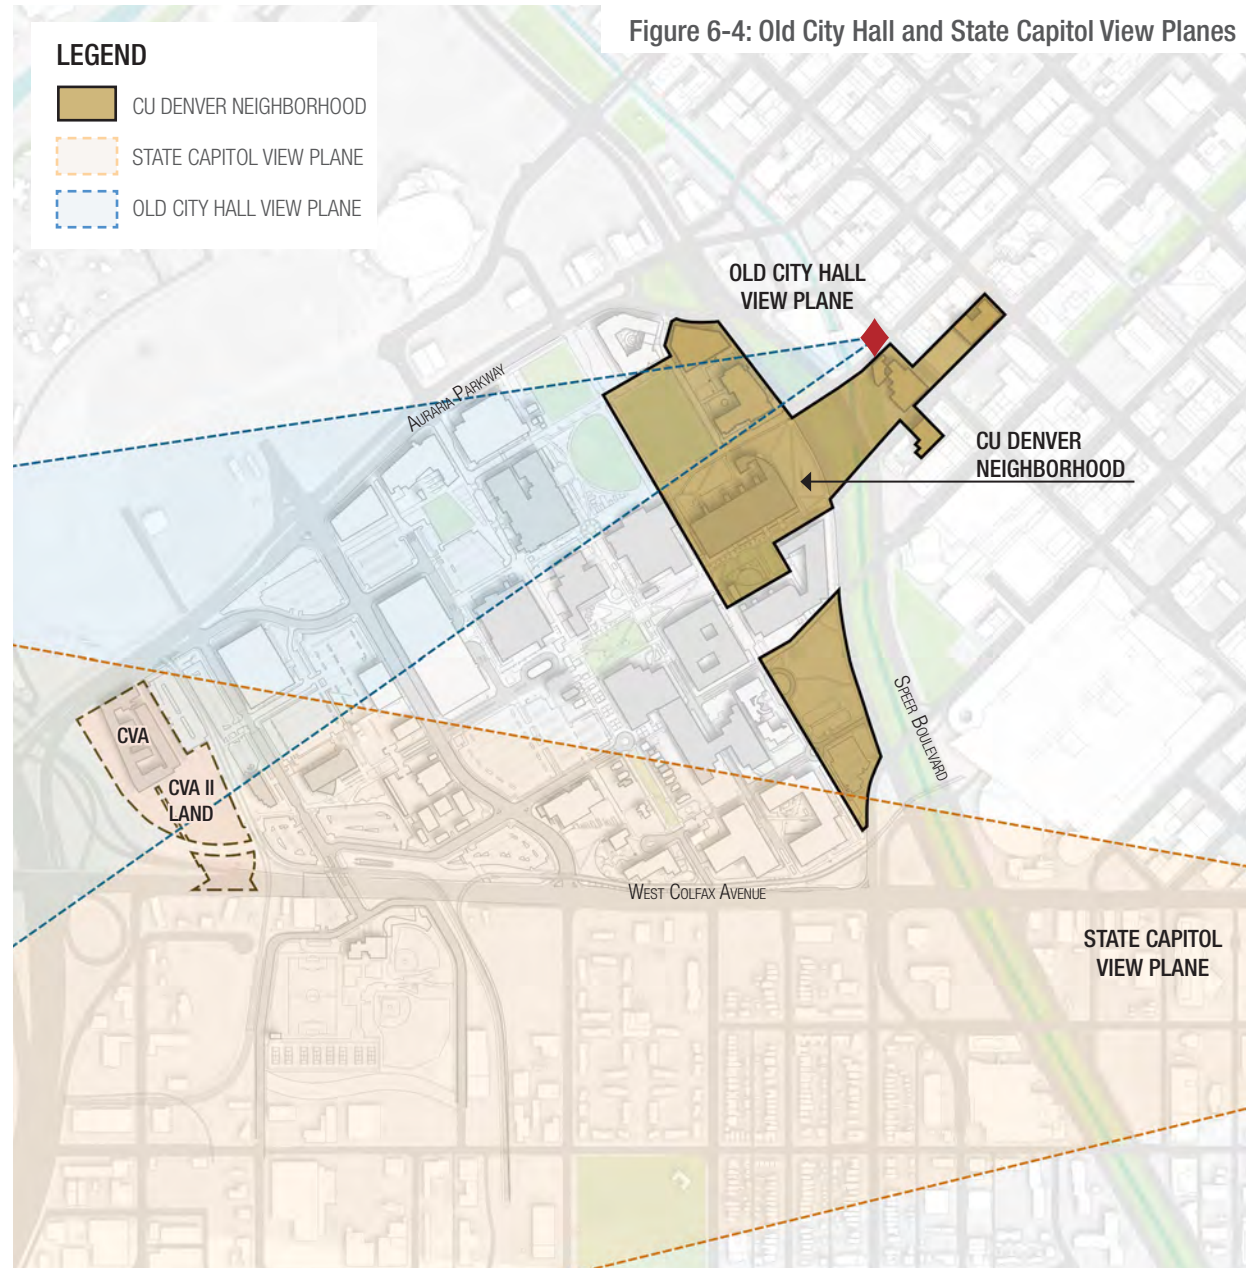 Figure 6-4: Old City Hall and State Capitol View Planes
LEGEND
CU DENVER NEIGHBORHOOD
STATE CAPITOL VIEW PLANE
OLD CITY HALL VIEW PLANE
OLD CITY HALL
VIEW PLANE
AURARIA PARKWAY
CU DENVER
NEIGHBORHOOD
SPEER BOULEVARD
CVA
CVA II
LAND
WEST COLFAX AVENUE
STATE CAPITOL
VIEW PLANE